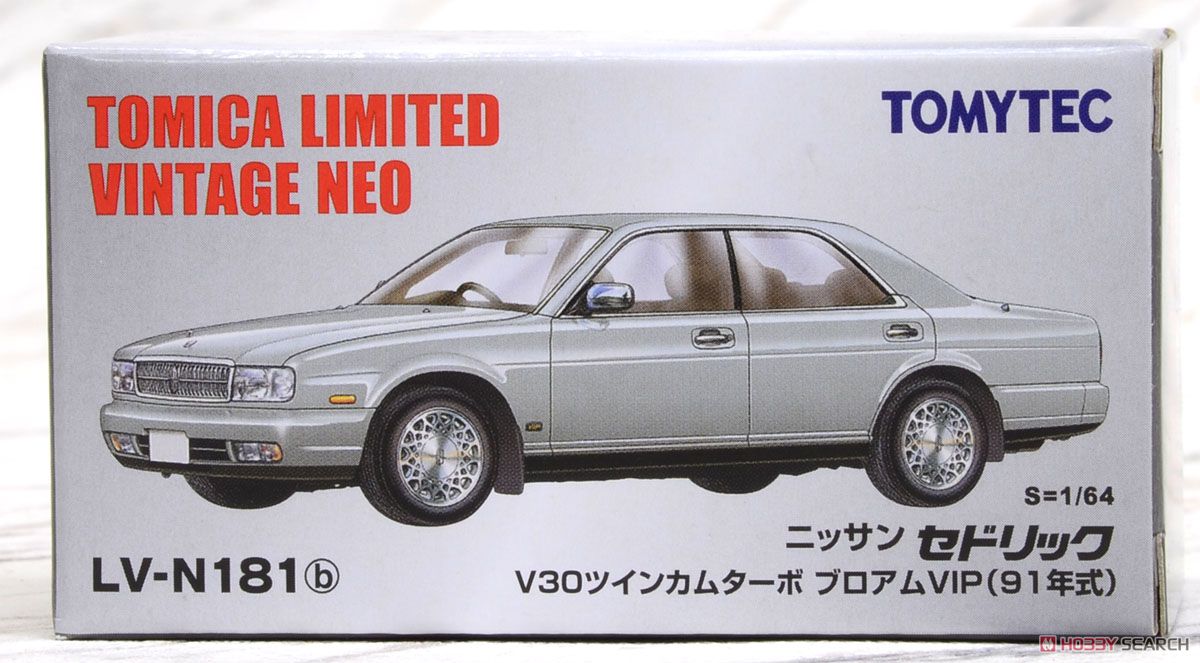 TOMICA LIMITED
VINTAGE NEO
TOMYTEC
S=1/64
ニッサン セドリック
LV-N181ⓑ
V30ツインカムターボ ブロアムVIP(91年式)
HOBBY SEARCH